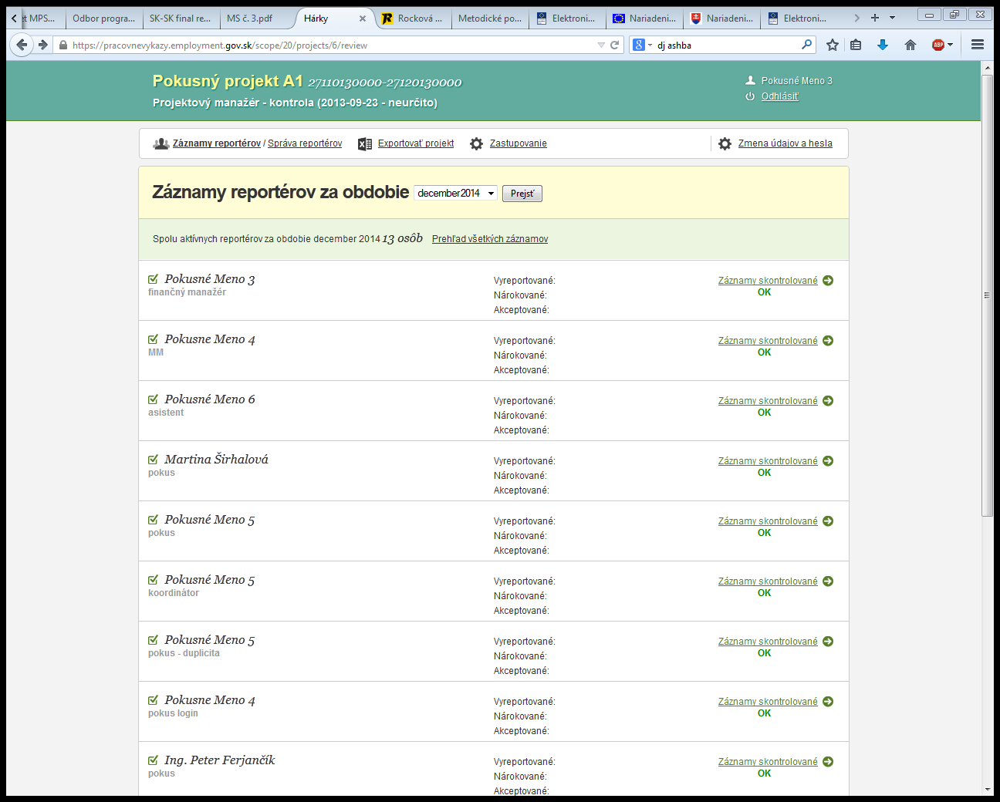 et MPS...
Odbor progra...
SK-SK final re...
MS č. 3.pdf
Hárky
Rocková ...
Metodické po...
Elektroni...
Nariadeni...
Nariadeni...
Elektroni...
https://pracovnevykazy.employment.gov.sk/scope/20/projects/6/review
dj ashba
ABP
Pokusný projekt A1 27110130000-27120130000
Projektový manažér - kontrola (2013-09-23 - neurčito)
Pokusné Meno 3
Odhlásiť
Záznamy reportérov / Správa reportérov
Exportovať projekt
Zastupovanie
Zmena údajov a hesla
Záznamy reportérov za obdobie december2014 Prejsť
Spolu aktívnych reportérov za obdobie december 2014 13 osôb Prehľad všetkých záznamov
Pokusné Meno 3
finančný manažér
Vyreportované:
Nárokované:
Akceptované:
Záznamy skontrolované
OK
Pokusne Meno 4
MM
Vyreportované:
Nárokované:
Akceptované:
Záznamy skontrolované
OK
Pokusné Meno 6
asistent
Vyreportované:
Nárokované:
Akceptované:
Záznamy skontrolované
OK
Martina Širhalová
pokus
Vyreportované:
Nárokované:
Akceptované:
Záznamy skontrolované
OK
Pokusné Meno 5
pokus
Vyreportované:
Nárokované:
Akceptované:
Záznamy skontrolované
OK
Pokusné Meno 5
koordinátor
Vyreportované:
Nárokované:
Akceptované:
Záznamy skontrolované
OK
Pokusné Meno 5
pokus - duplicita
Vyreportované:
Nárokované:
Akceptované:
Záznamy skontrolované
OK
Pokusne Meno 4
pokus login
Vyreportované:
Nárokované:
Akceptované:
Záznamy skontrolované
OK
Ing. Peter Ferjančík
pokus
Vyreportované:
Nárokované:
Akceptované:
Záznamy skontrolované
OK